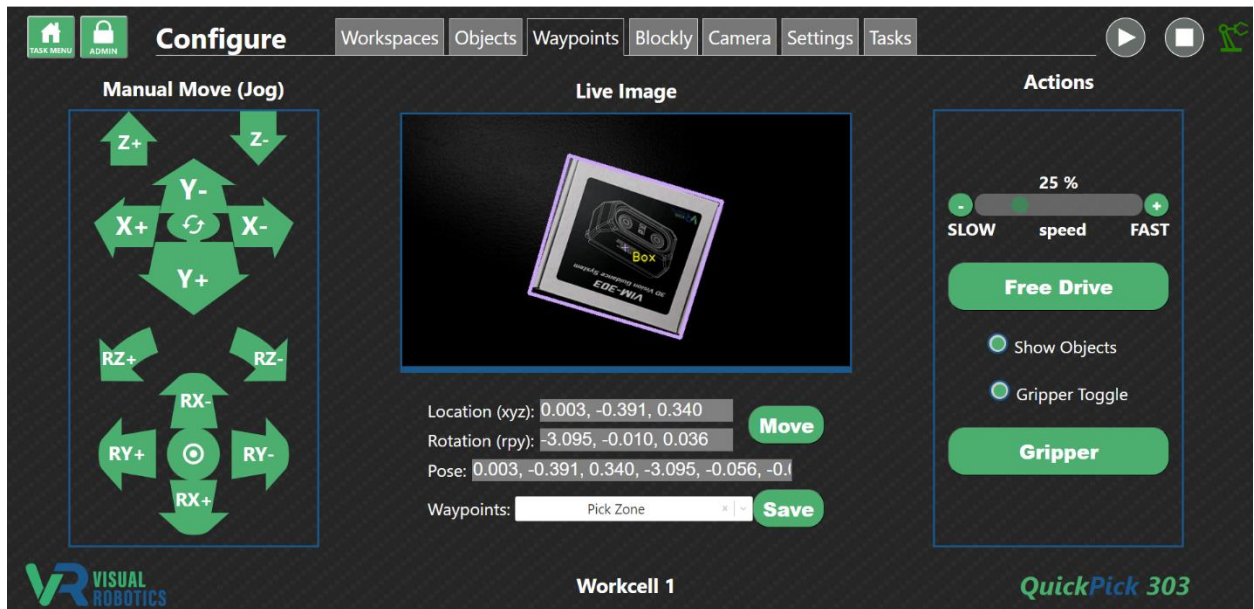 TASK MENU
ADMIN
Configure
Workspaces
Objects
Waypoints
Blockly
Camera
Settings
Tasks
Manual Move (Jog)
Z+
Z-
Y-
X+
X-
Y+
RZ+
RZ-
RX-
RY+
RY-
RX+
Live Image
VR
Box
3D Vision Guidance System
VIM-303
Location (xyz): 0.003, -0.391, 0.340
Rotation (rpy): -3.095, -0.010, 0.036
Move
Pose: 0.003, -0.391, 0.340, -3.095, -0.056, -0.0
Waypoints: Pick Zone
Save
Actions
25 %
-
+
SLOW speed FAST
Free Drive
Show Objects
Gripper Toggle
Gripper
VR VISUAL
ROBOTICS
Workcell 1
QuickPick 303